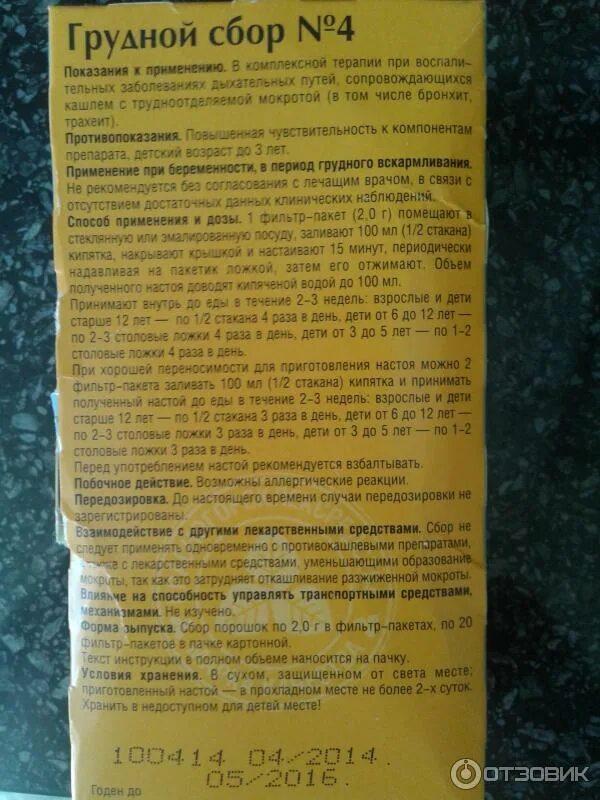 Грудной сбор №4
Показания к применению. В комплексной терапии при воспали-
тельных заболеваниях дыхательных путей, сопровождающихся
кашлем с трудноотделяемой мокротой (в том числе бронхит,
трахеит).
Противопоказания. Повышенная чувствительность к компонентам
препарата, детский возраст до 3 лет.
Применение при беременности, в период грудного вскармливания.
Не рекомендуется без согласования с лечащим врачом, в связи с
отсутствием достаточных данных клинических наблюдений.
Способ применения и дозы. 1 фильтр-пакет (2,0 г) помещают в
стеклянную или эмалированную посуду, заливают 100 мл (1/2 стакана)
кипятка, накрывают крышкой и настаивают 15 минут, периодически
надавливая на пакетик ложкой, затем его отжимают. Объем
полученного настоя доводят кипяченой водой до 100 мл.
Принимают внутрь до еды в течение 2-3 недель: взрослые и дети
старше 12 лет — по 1/2 стакана 4 раза в день, дети от 6 до 12 лет —
по 2-3 столовые ложки 4 раза в день, дети от 3 до 5 лет — по 1-2
столовые ложки 4 раза в день.
При хорошей переносимости для приготовления настоя можно 2
фильтр-пакета заливать 100 мл (1/2 стакана) кипятка и принимать
полученный настой до еды в течение 2-3 недель: взрослые и дети
старше 12 лет — по 1/2 стакана 3 раза в день, дети от 6 до 12 лет —
по 2-3 столовые ложки 3 раза в день, дети от 3 до 5 лет — по 1-2
столовые ложки 3 раза в день.
Перед употреблением настой рекомендуется взбалтывать.
Побочное действие. Возможны аллергические реакции.
Передозировка. До настоящего времени случаи передозировки не
зарегистрированы.
Взаимодействие с другими лекарственными средствами. Сбор не
следует применять одновременно с противокашлевыми препаратами,
также с лекарственными средствами, уменьшающими образование
мокроты, так как это затрудняет откашливание разжиженной мокроты.
Влияние на способность управлять транспортными средствами,
механизмами. Не изучено.
Форма выпуска. Сбор порошок по 2,0 г в фильтр-пакетах, по 20
фильтр-пакетов в пачке картонной.
Текст инструкции в полном объеме наносится на пачку.
Условия хранения. В сухом, защищенном от света месте;
приготовленный настой — в прохладном месте не более 2-х суток.
Хранить в недоступном для детей месте!
100414 04/2014
05/2016.
Годен до
ОТЗОВИК